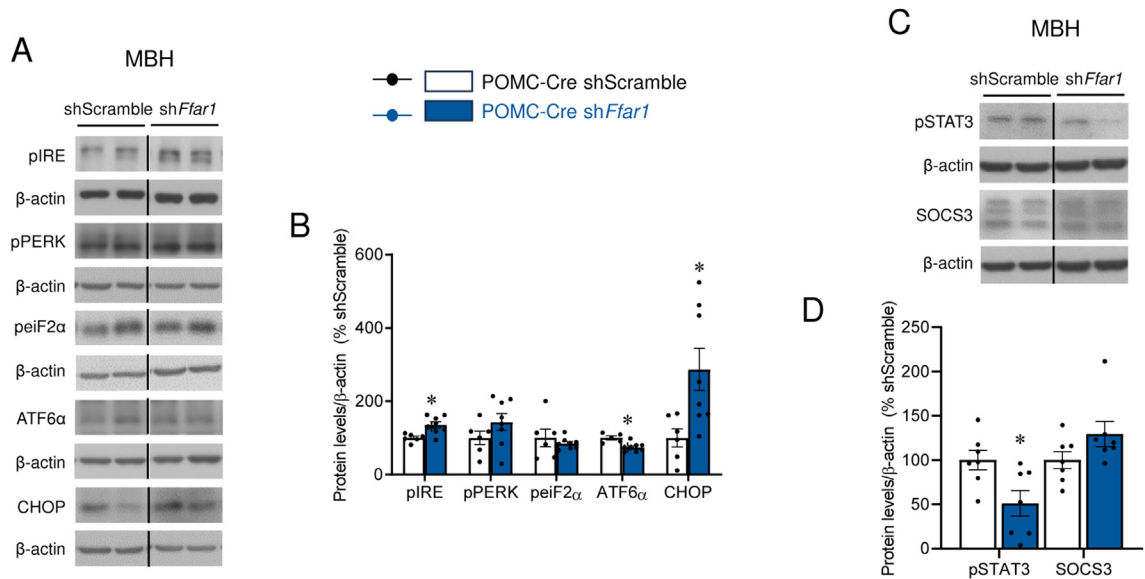 A
MBH
shScramble shFfar1
pIRE
β-actin
pPERK
β-actin
peiF2α
β-actin
ATF6α
β-actin
CHOP
β-actin
POMC-Cre shScramble
POMC-Cre shFfar1
B
Protein levels/β-actin (% shScramble)
600
400
200
0
* * *
pIRE pPERK peiF2α ATF6α CHOP
C
MBH
shScramble shFfar1
pSTAT3
β-actin
SOCS3
β-actin
D
Protein levels/β-actin (% shScramble)
250
200
150
100
50
0
*
pSTAT3 SOCS3